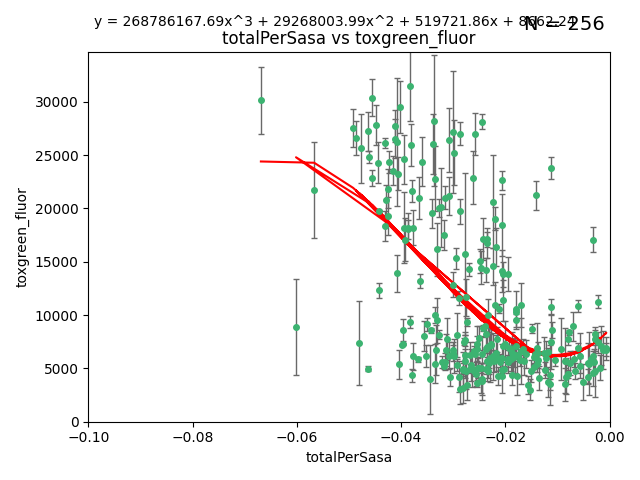 y = 268786167.69x^3 + 29268003.99x^2 + 519721.86x + 8662.24
N = 256
totalPerSasa vs toxgreen_fluor
toxgreen_fluor
30000
25000
20000
15000
10000
5000
0
−0.10 −0.08 −0.06 −0.04 −0.02 0.00
totalPerSasa